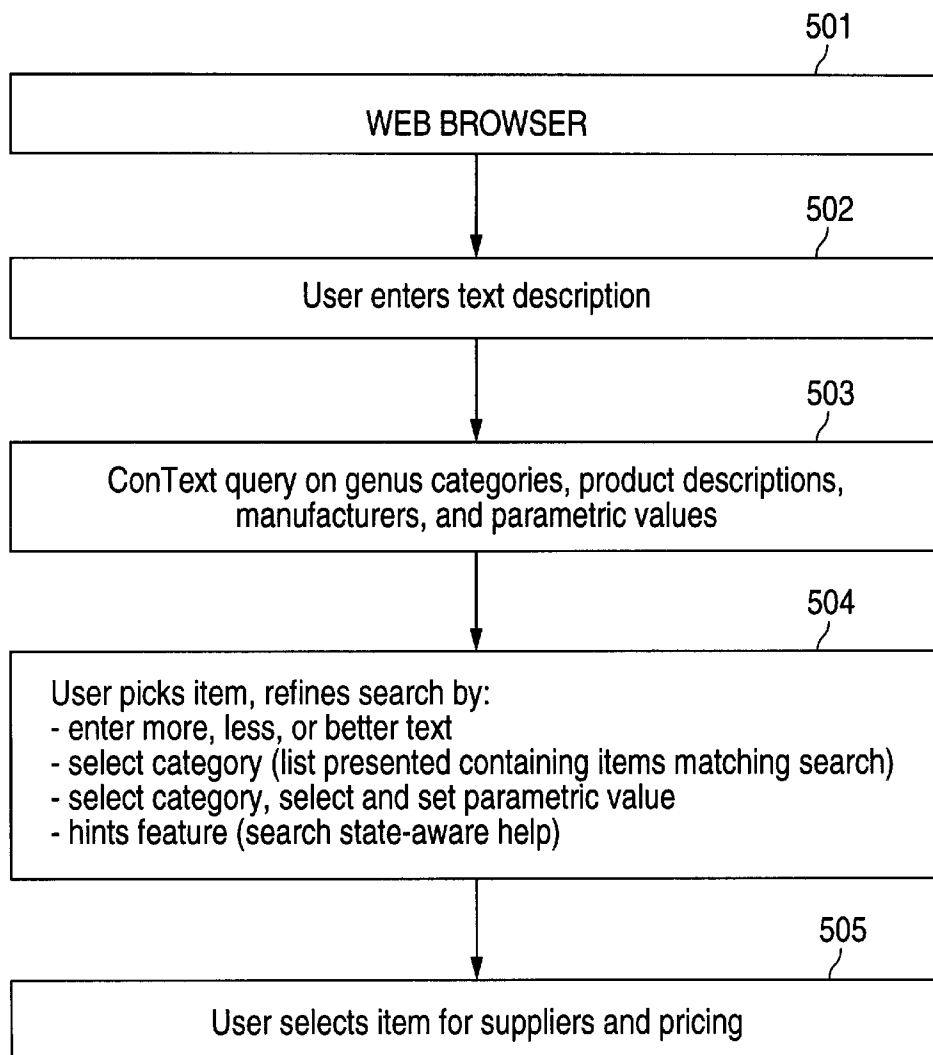 501
WEB BROWSER
502
User enters text description
503
ConText query on genus categories, product descriptions,
manufacturers, and parametric values
504
User picks item, refines search by:
- enter more, less, or better text
- select category (list presented containing items matching search)
- select category, select and set parametric value
- hints feature (search state-aware help)
505
User selects item for suppliers and pricing